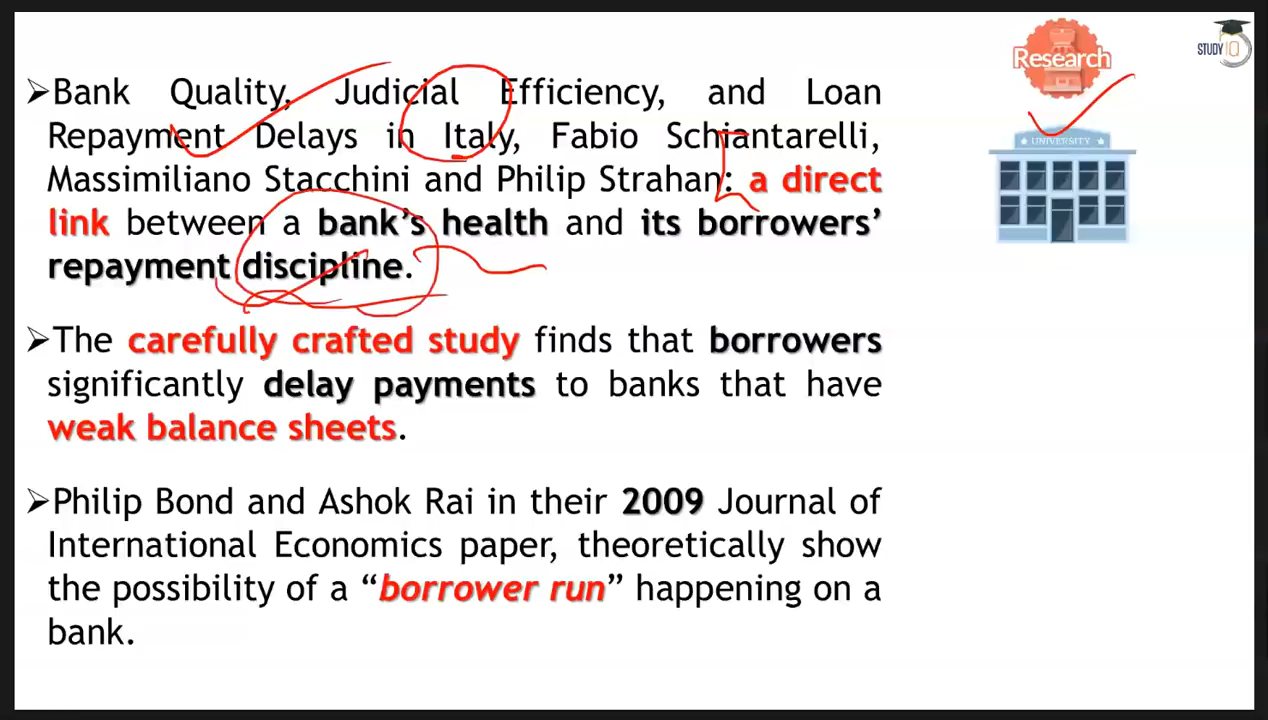 Research
STUDY IQ
UNIVERSITY
➢Bank Quality, Judicial Efficiency, and Loan
Repayment Delays in Italy, Fabio Schiantarelli,
Massimiliano Stacchini and Philip Strahan: a direct
link between a bank’s health and its borrowers’
repayment discipline.
➢The carefully crafted study finds that borrowers
significantly delay payments to banks that have
weak balance sheets.
➢Philip Bond and Ashok Rai in their 2009 Journal of
International Economics paper, theoretically show
the possibility of a “borrower run” happening on a
bank.